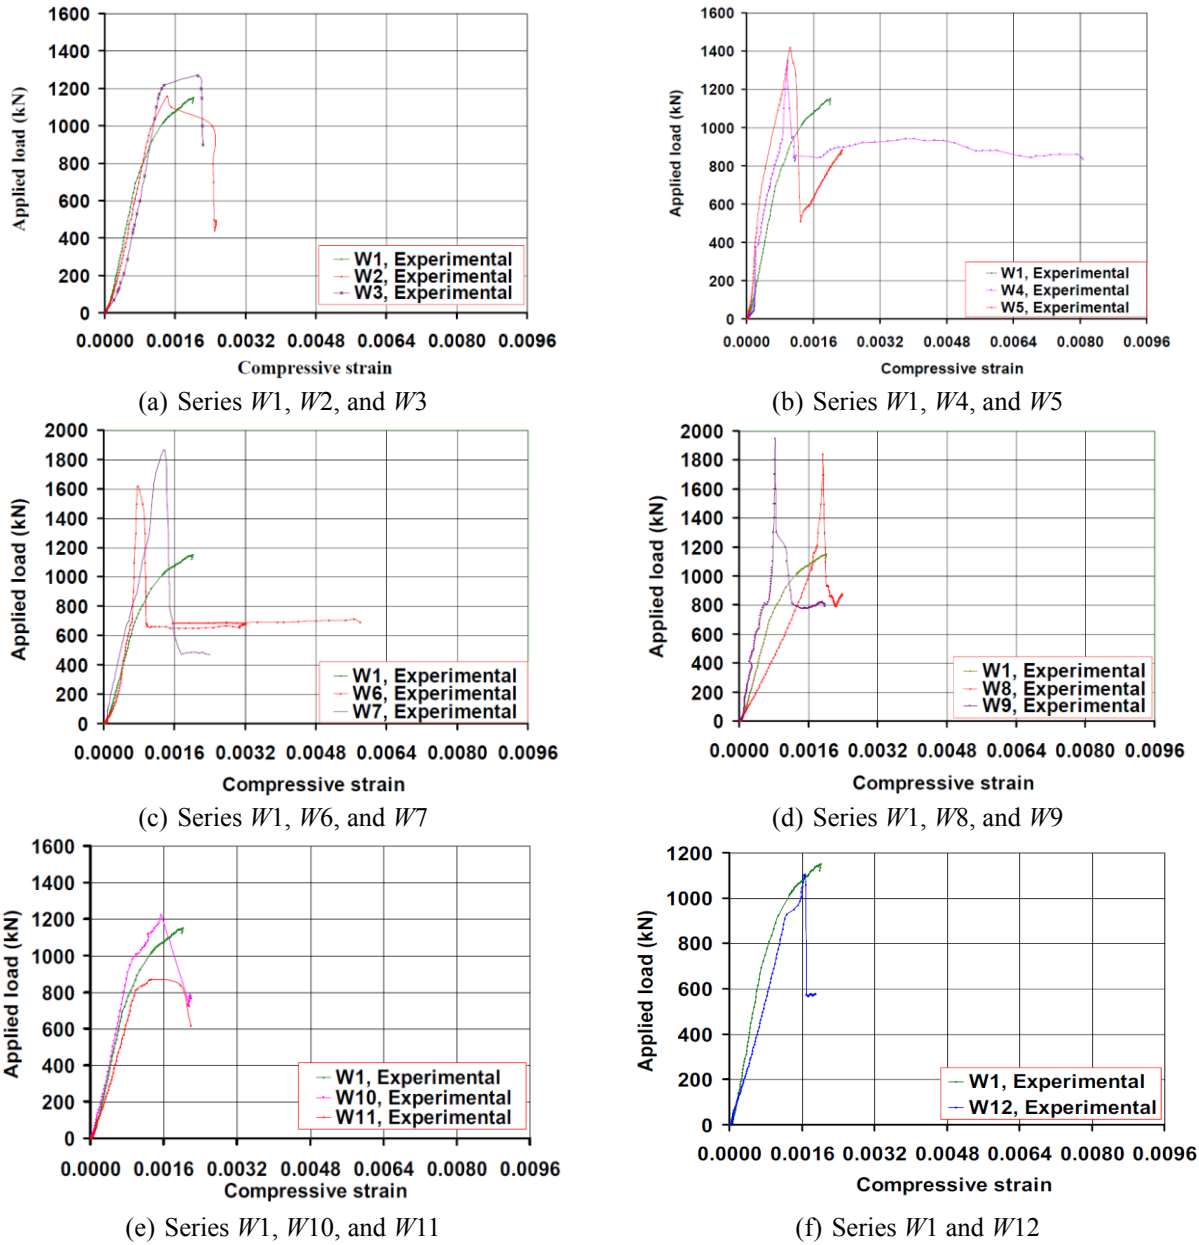 1600
1400
1200
1000
800
600
400
200
0
Applied load (kN)
W1, Experimental
W2, Experimental
W3, Experimental
0.0000 0.0016 0.0032 0.0048 0.0064 0.0080 0.0096
Compressive strain
(a) Series W1, W2, and W3
1600
1400
1200
1000
800
600
400
200
0
Applied load (kN)
W1, Experimental
W4, Experimental
W5, Experimental
0.0000 0.0016 0.0032 0.0048 0.0064 0.0080 0.0096
Compressive strain
(b) Series W1, W4, and W5
2000
1800
1600
1400
1200
1000
800
600
400
200
0
Applied load (kN)
W1, Experimental
W6, Experimental
W7, Experimental
0.0000 0.0016 0.0032 0.0048 0.0064 0.0080 0.0096
Compressive strain
(c) Series W1, W6, and W7
2000
1800
1600
1400
1200
1000
800
600
400
200
0
Applied load (kN)
W1, Experimental
W8, Experimental
W9, Experimental
0.0000 0.0016 0.0032 0.0048 0.0064 0.0080 0.0096
Compressive strain
(d) Series W1, W8, and W9
1600
1400
1200
1000
800
600
400
200
0
Applied load (kN)
W1, Experimental
W10, Experimental
W11, Experimental
0.0000 0.0016 0.0032 0.0048 0.0064 0.0080 0.0096
Compressive strain
(e) Series W1, W10, and W11
1200
1000
800
600
400
200
0
Applied load (kN)
W1, Experimental
W12, Experimental
0.0000 0.0016 0.0032 0.0048 0.0064 0.0080 0.0096
Compressive strain
(f) Series W1 and W12